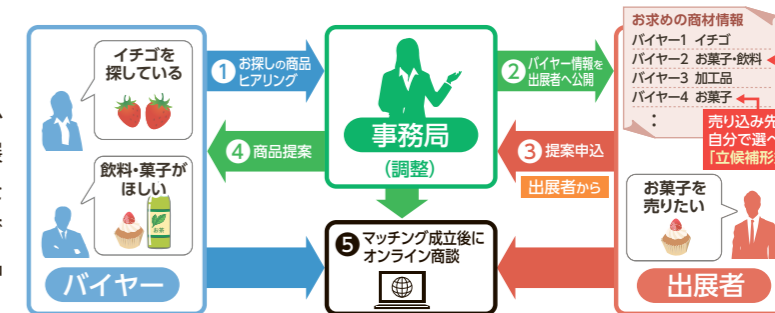 イチゴを
探している
飲料・菓子が
ほしい
お茶
バイヤー
❶お探しの商品
ヒアリング
❹商品提案
事務局
(調整)
❷バイヤー情報を
出展者へ公開
❸提案申込
出展者から
❺マッチング成立後に
オンライン商談
お求めの商材情報
バイヤー1 イチゴ
バイヤー2 お菓子・飲料
バイヤー3 加工品
バイヤー4 お菓子
:
売り込み先
自分で選べ
「立候補形
お菓子を
売りたい
出展者